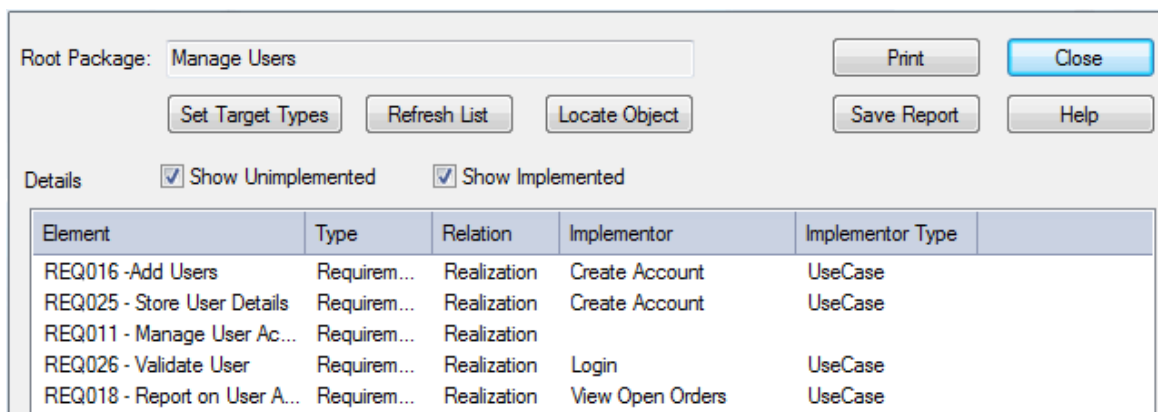 Root Package: Manage Users Print Close
Set Target Types Refresh List Locate Object Save Report Help
Details Show Unimplemented Show Implemented
Element Type Relation Implementor Implementor Type
REQ016 -Add Users Requirem... Realization Create Account UseCase
REQ025 - Store User Details Requirem... Realization Create Account UseCase
REQ011 - Manage User Ac... Requirem... Realization
REQ026 - Validate User Requirem... Realization Login UseCase
REQ018 - Report on User A... Requirem... Realization View Open Orders UseCase